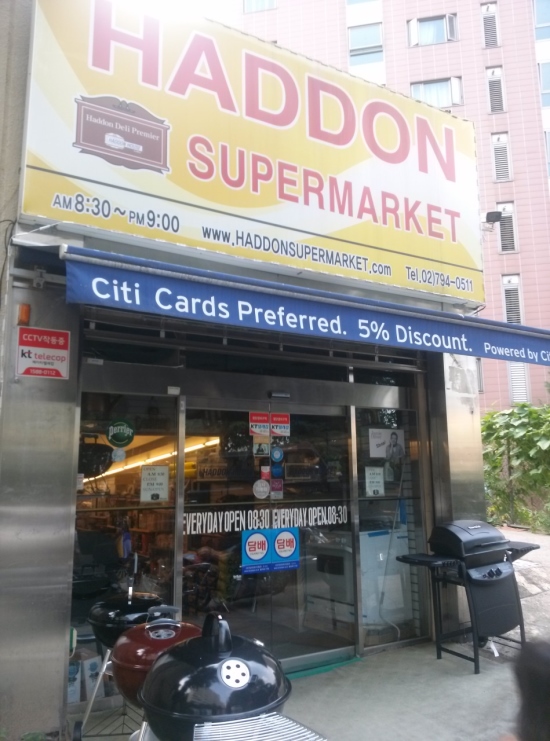 HADDON
Haddon Deli Premier
SUPERMARKET
AM 8:30~PM 9:00
www.HADDONSUPERMARKET.com
Tel.02)794-0511
Citi Cards Preferred. 5% Discount.
Powered by Ci
CCTV작동중
kt telecop
1588-0112
Perrier
EVERYDAY OPEN 08:30
EVERYDAY OPEN.08-30
담배
담배